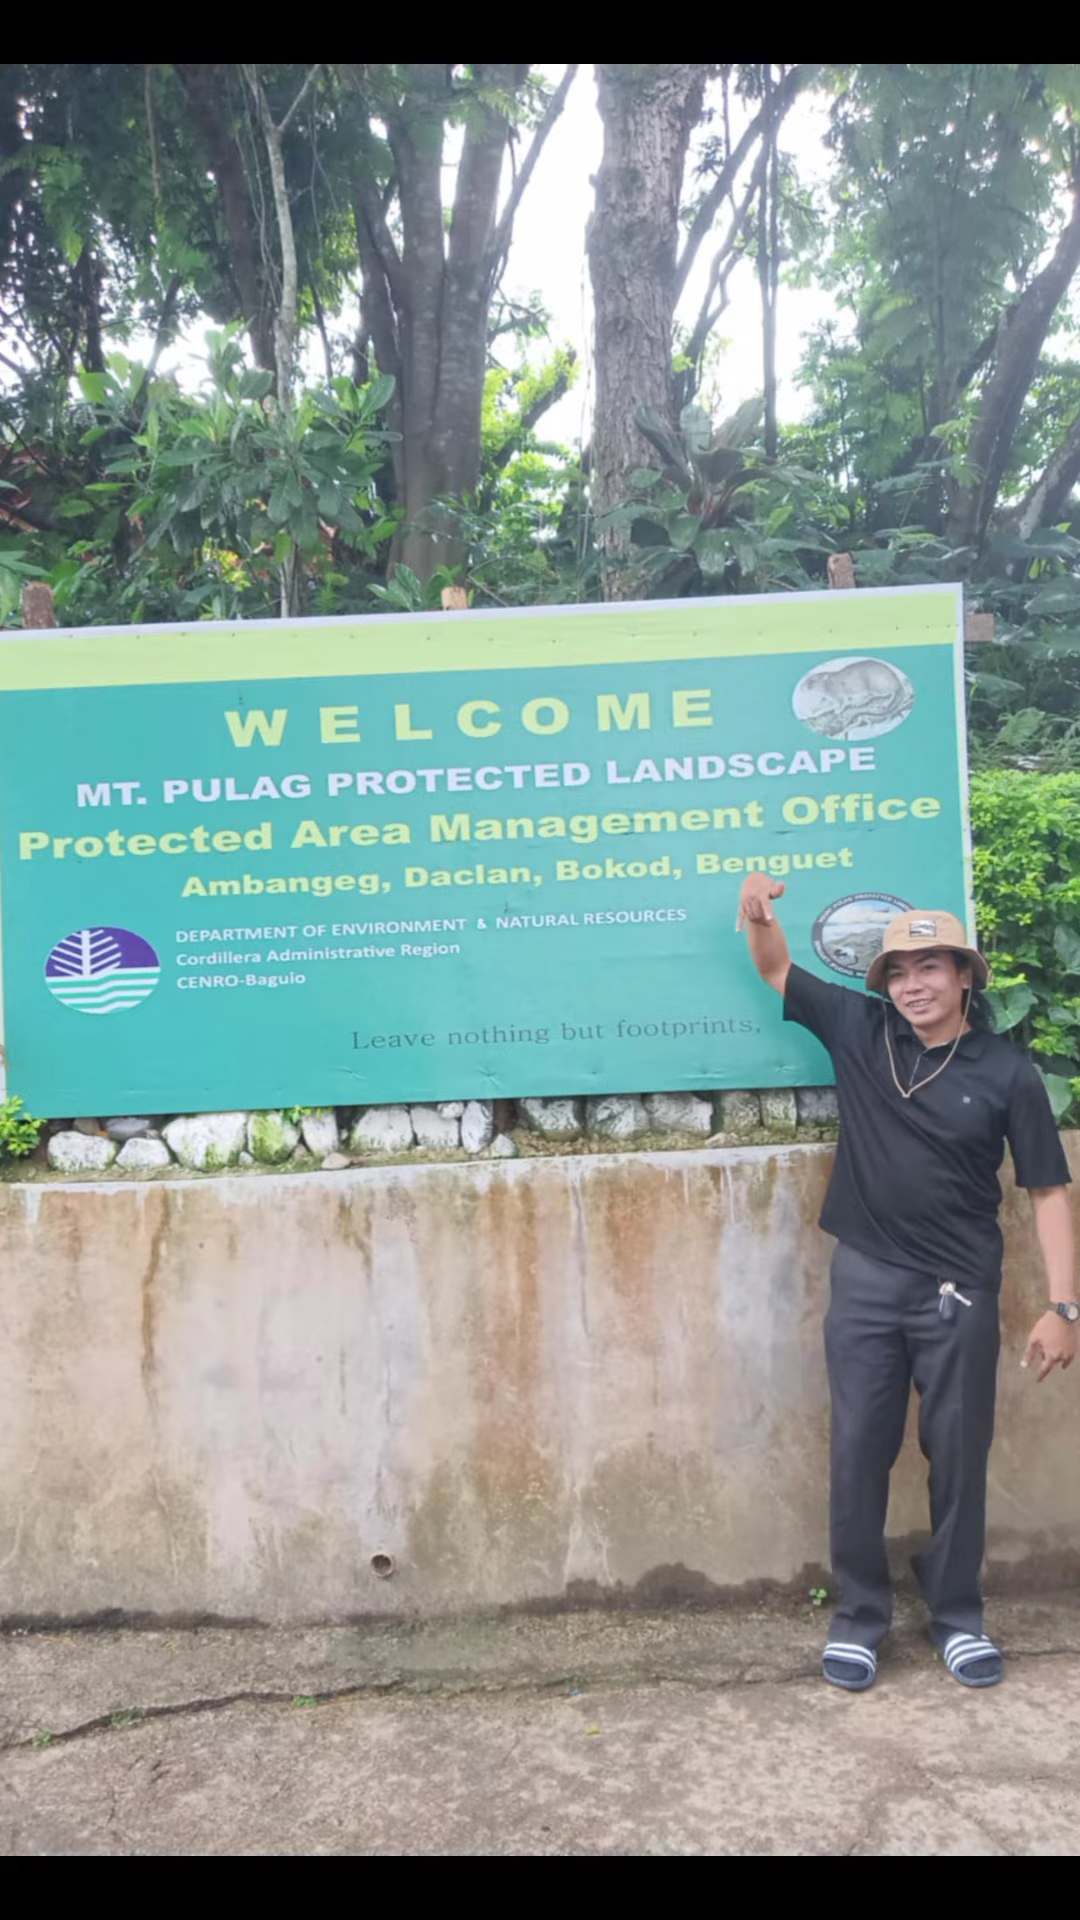 WELCOME
MT. PULAG PROTECTED LANDSCAPE
Protected Area Management Office
Ambangeg, Daclan, Bokod, Benguet
DEPARTMENT OF ENVIRONMENT & NATURAL RESOURCES
Cordillera Administrative Region
CENRO-Baguio
Leave nothing but footprints,